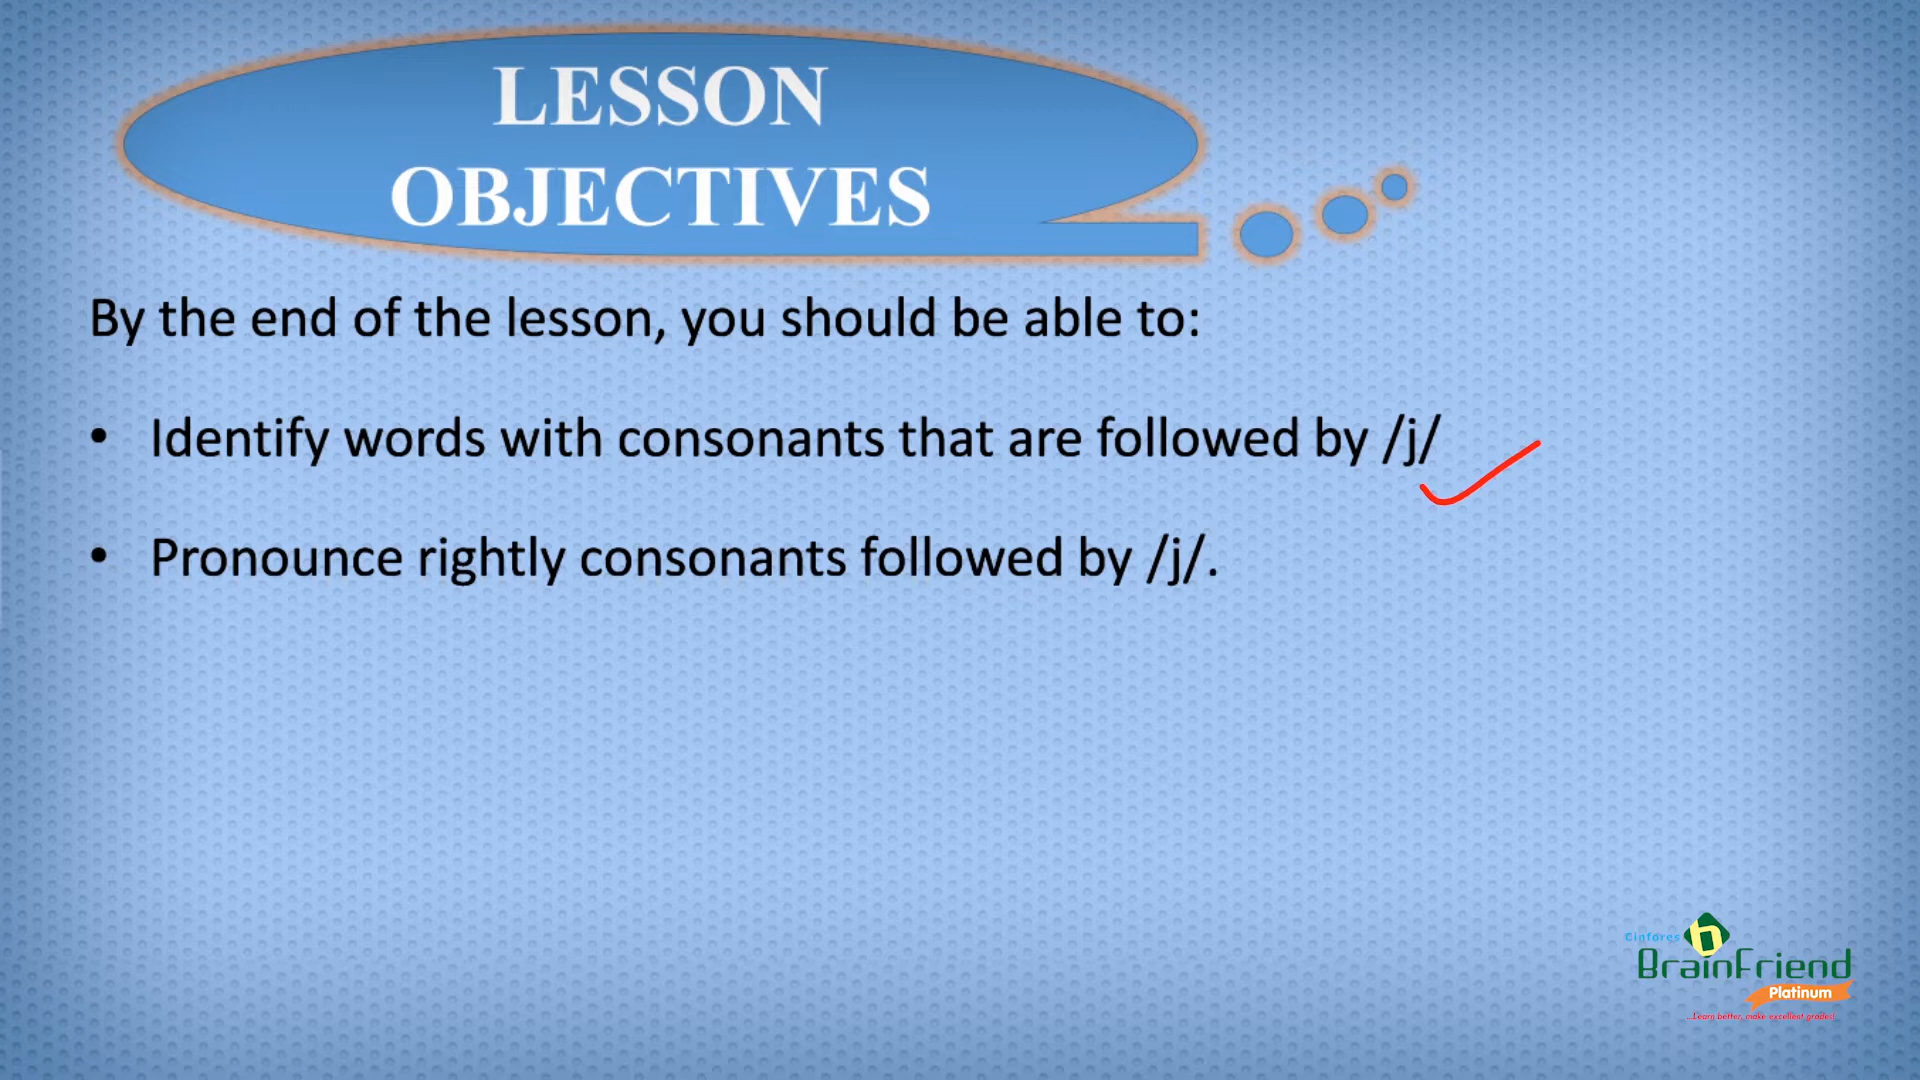 LESSON
OBJECTIVES
By the end of the lesson, you should be able to:
• Identify words with consonants that are followed by /j/
• Pronounce rightly consonants followed by /j/.
Cinfores
BrainFriend
Platinum
...Learn better, make excellent grades!